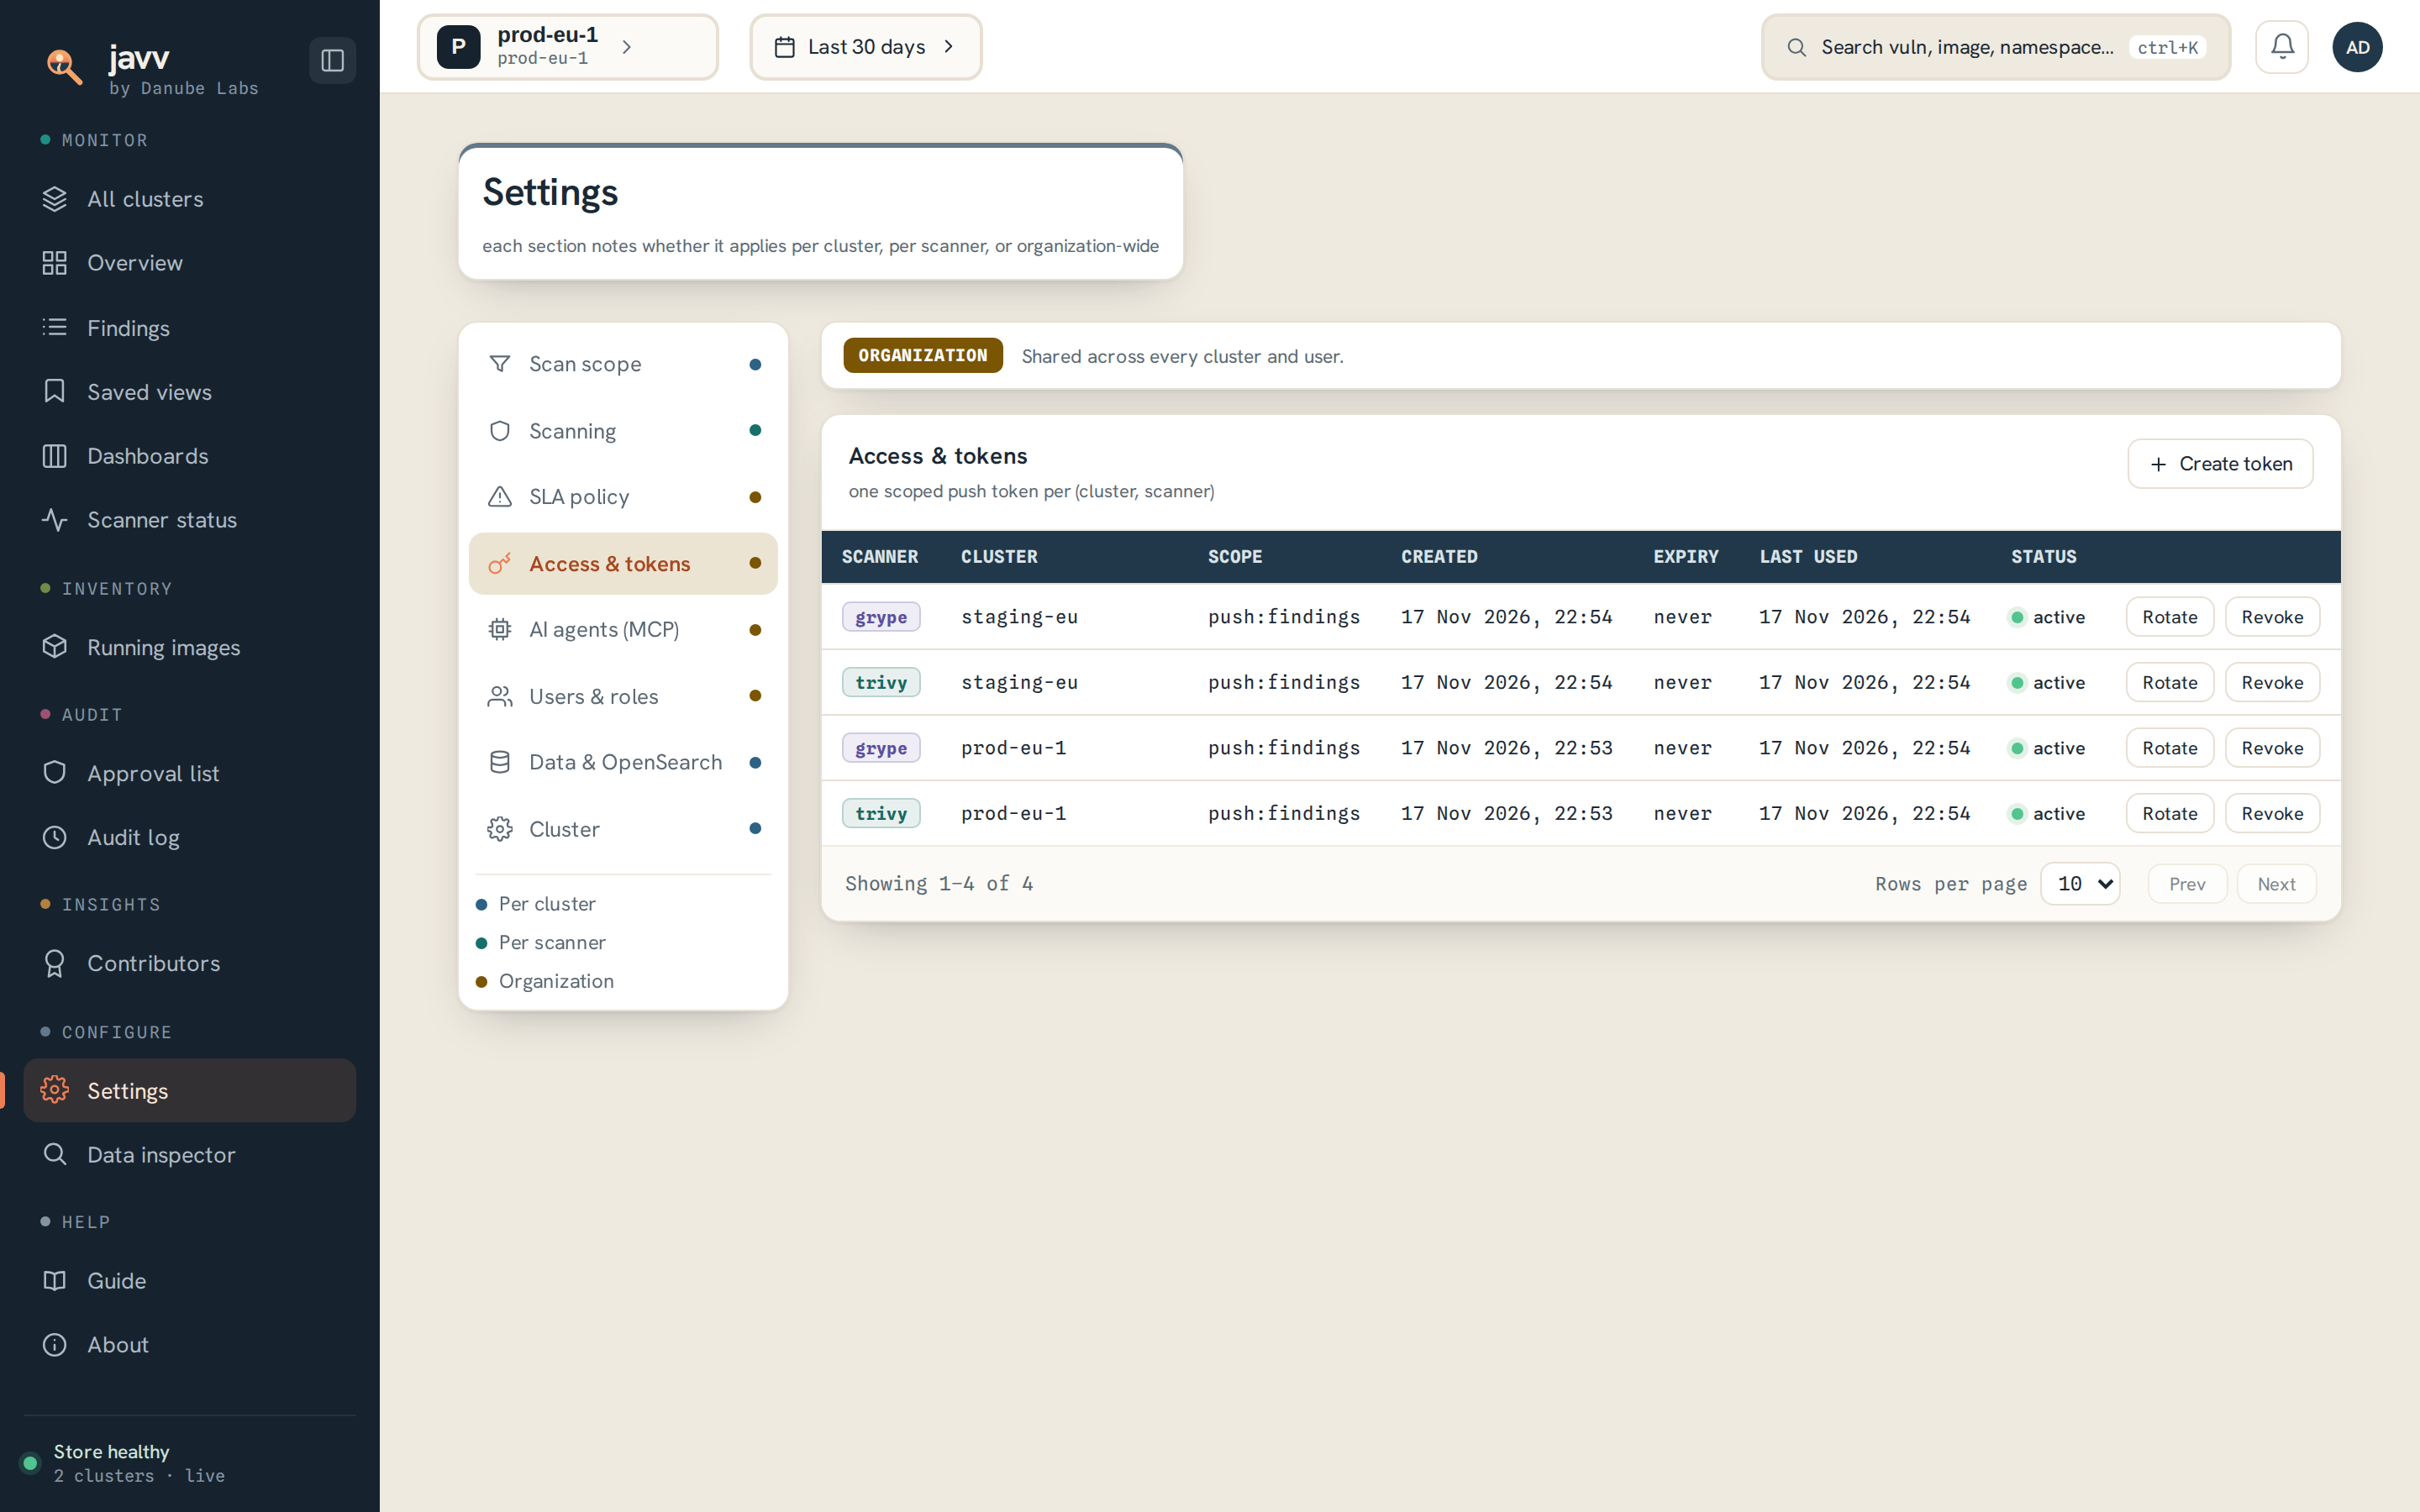 javv
by Danube Labs
MONITOR
All clusters
Overview
Findings
Saved views
Dashboards
Scanner status
INVENTORY
Running images
AUDIT
Approval list
Audit log
INSIGHTS
Contributors
CONFIGURE
Settings
Data inspector
HELP
Guide
About
Store healthy
2 clusters · live
P
prod-eu-1
prod-eu-1
Last 30 days
Search vuln, image, namespace... ctrl+K
AD
Settings
each section notes whether it applies per cluster, per scanner, or organization-wide
Scan scope
Scanning
SLA policy
Access & tokens
AI agents (MCP)
Users & roles
Data & OpenSearch
Cluster
Per cluster
Per scanner
Organization
ORGANIZATION Shared across every cluster and user.
Access & tokens
one scoped push token per (cluster, scanner)
+ Create token
SCANNER CLUSTER SCOPE CREATED EXPIRY LAST USED STATUS
grype staging-eu push:findings 17 Nov 2026, 22:54 never 17 Nov 2026, 22:54 active Rotate Revoke
trivy staging-eu push:findings 17 Nov 2026, 22:54 never 17 Nov 2026, 22:54 active Rotate Revoke
grype prod-eu-1 push:findings 17 Nov 2026, 22:53 never 17 Nov 2026, 22:54 active Rotate Revoke
trivy prod-eu-1 push:findings 17 Nov 2026, 22:53 never 17 Nov 2026, 22:54 active Rotate Revoke
Showing 1–4 of 4 Rows per page 10 Prev Next